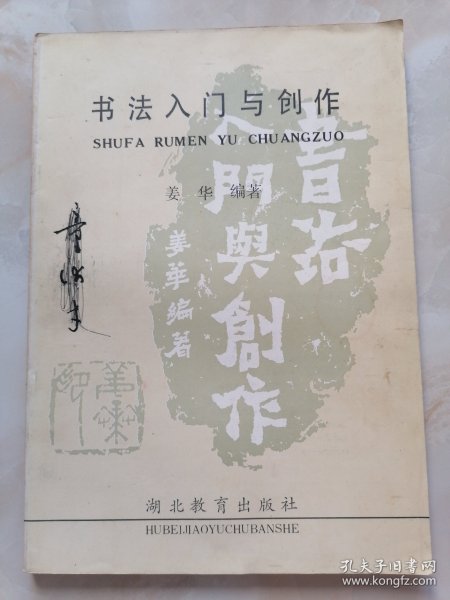 书法入门与创作
SHUFA RUMEN YU CHUANGZUO
姜 华 编著
書法
入門與創作
姜華編著
湖北教育出版社
HUBEIJIAOYUCHUBANSHE
孔夫子旧书网
www.kongfz.com